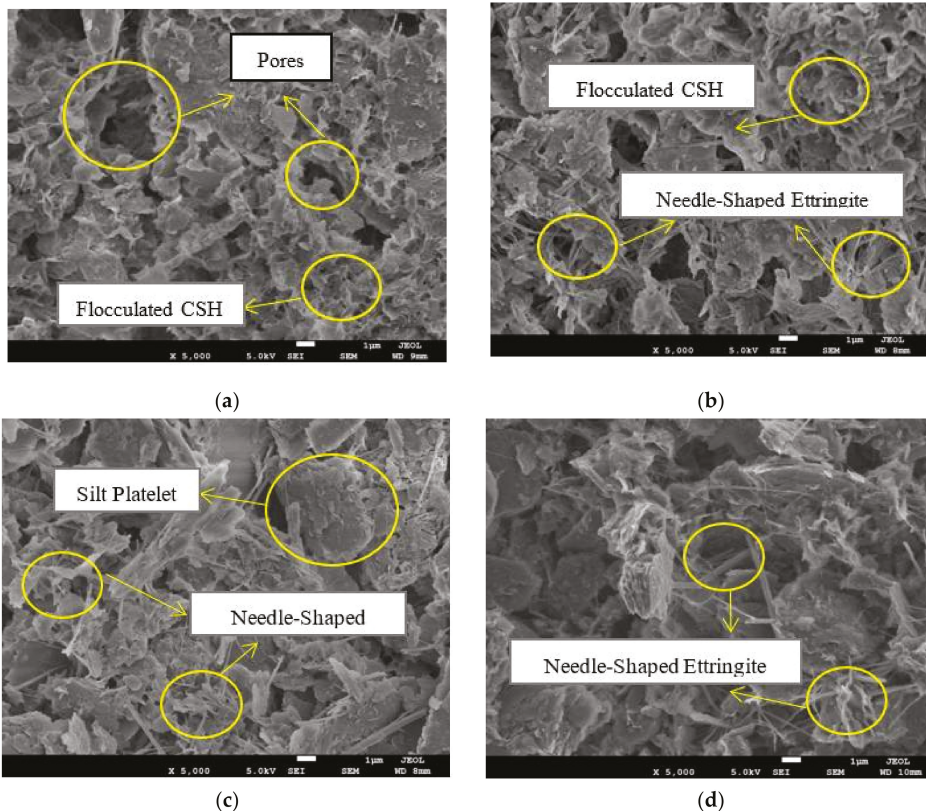 Pores
Flocculated CSH
1μm JEOL
X 5,000 5.0kV SEI SEM WD 9mm
(a)
Flocculated CSH
Needle-Shaped Ettringite
1μm JEOL
X 5,000 5.0kV SEI SEM WD 8mm
(b)
Silt Platelet
Needle-Shaped
1μm JEOL
X 5,000 5.0kV SEI SEM WD 8mm
(c)
Needle-Shaped Ettringite
1μm JEOL
X 5,000 5.0kV SEI SEM WD 10mm
(d)